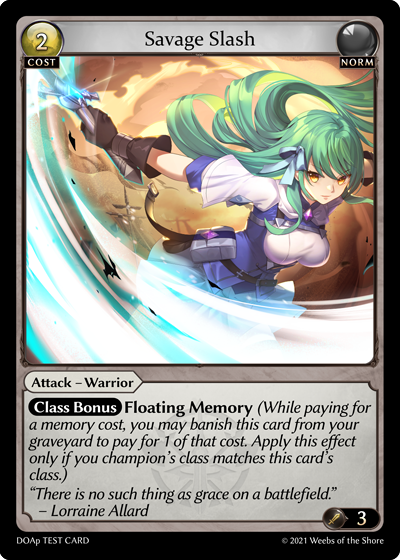 2
Savage Slash
COST
NORM
Attack – Warrior
Class Bonus Floating Memory (While paying for
a memory cost, you may banish this card from your
graveyard to pay for 1 of that cost. Apply this effect
only if your champion’s class matches this card’s
class.)
“There is no such thing as grace on a battlefield.”
– Lorraine Allard
3
DOAp TEST CARD
© 2021 Weebs of the Shore